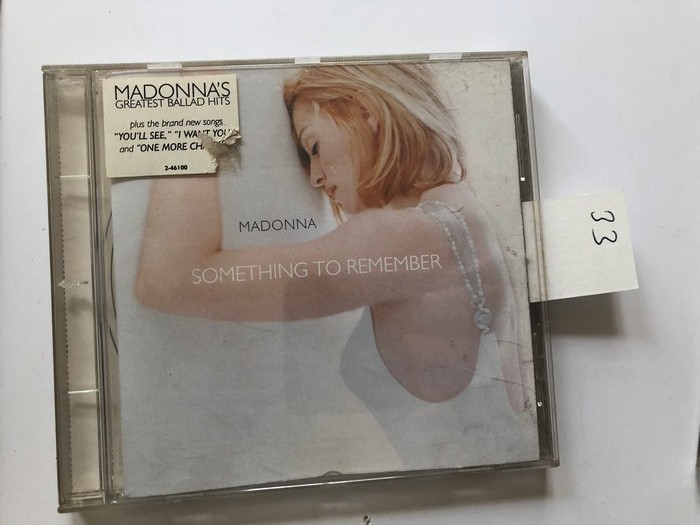 MADONNA'S
GREATEST BALLAD HITS
plus the brand new songs
"YOU'LL SEE," "I WANT YOU"
and "ONE MORE
2-46100
MADONNA
SOMETHING TO REMEMBER
33